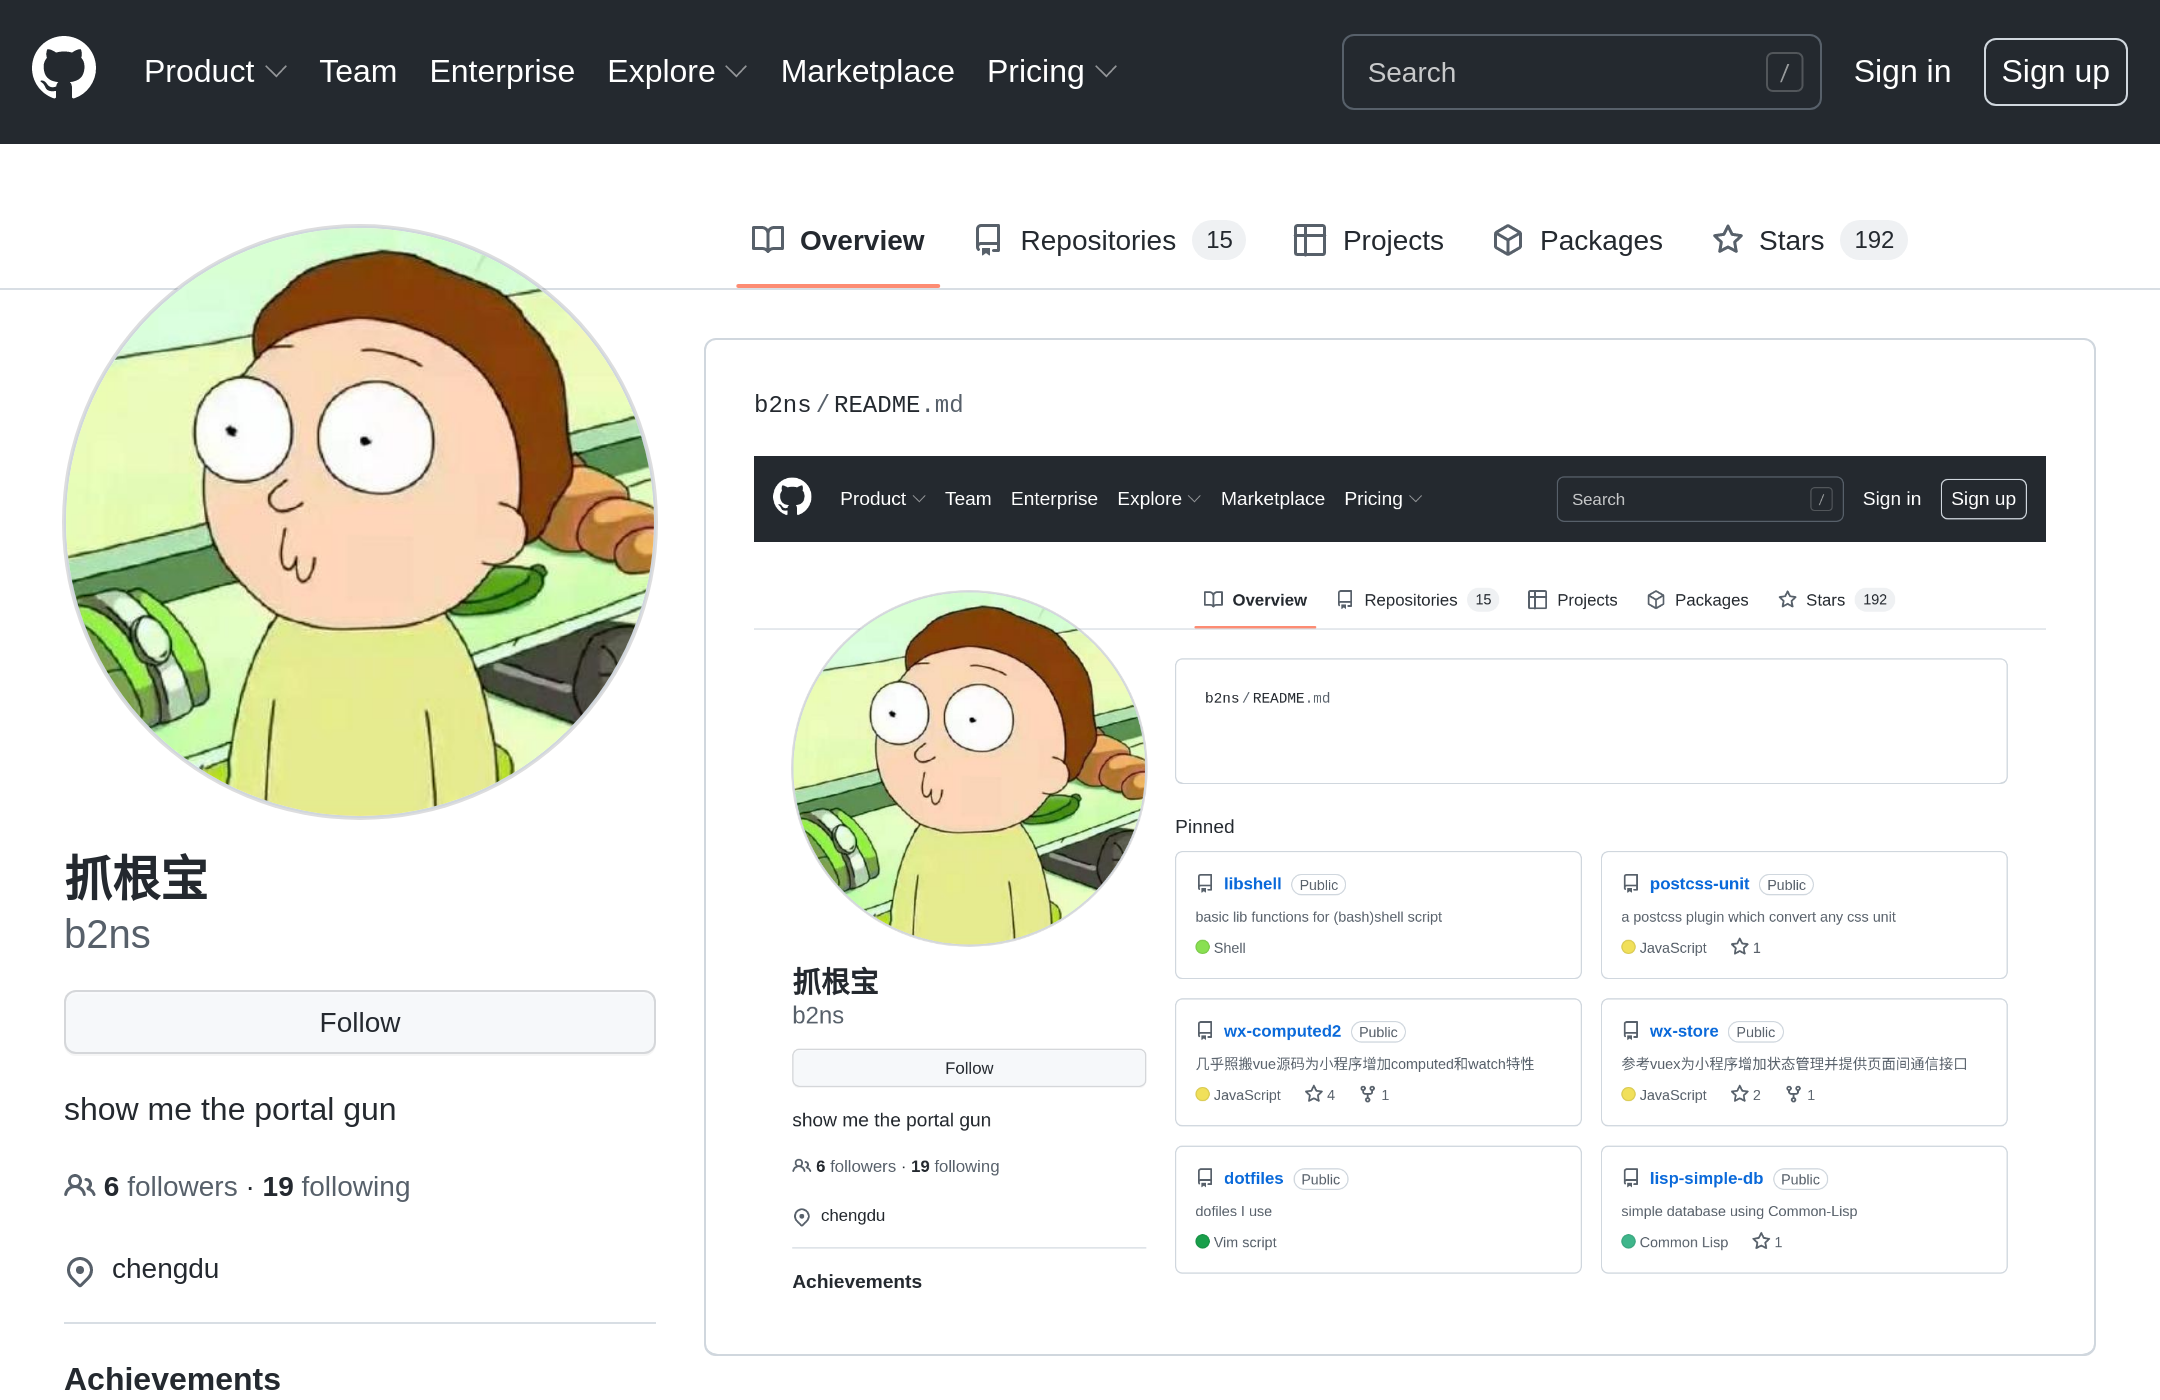 Product Team Enterprise Explore Marketplace Pricing Search / Sign in Sign up
Overview Repositories 15 Projects Packages Stars 192
抓根宝
b2ns
Follow
show me the portal gun
6 followers · 19 following
chengdu
Achievements
b2ns / README.md
Product Team Enterprise Explore Marketplace Pricing Search / Sign in Sign up
Overview Repositories 15 Projects Packages Stars 192
抓根宝
b2ns
Follow
show me the portal gun
6 followers · 19 following
chengdu
Achievements
b2ns / README.md
Pinned
libshell Public
basic lib functions for (bash)shell script
Shell
postcss-unit Public
a postcss plugin which convert any css unit
JavaScript 1
wx-computed2 Public
几乎照搬vue源码为小程序增加computed和watch特性
JavaScript 4 1
wx-store Public
参考vuex为小程序增加状态管理并提供页面间通信接口
JavaScript 2 1
dotfiles Public
dofiles I use
Vim script
lisp-simple-db Public
simple database using Common-Lisp
Common Lisp 1